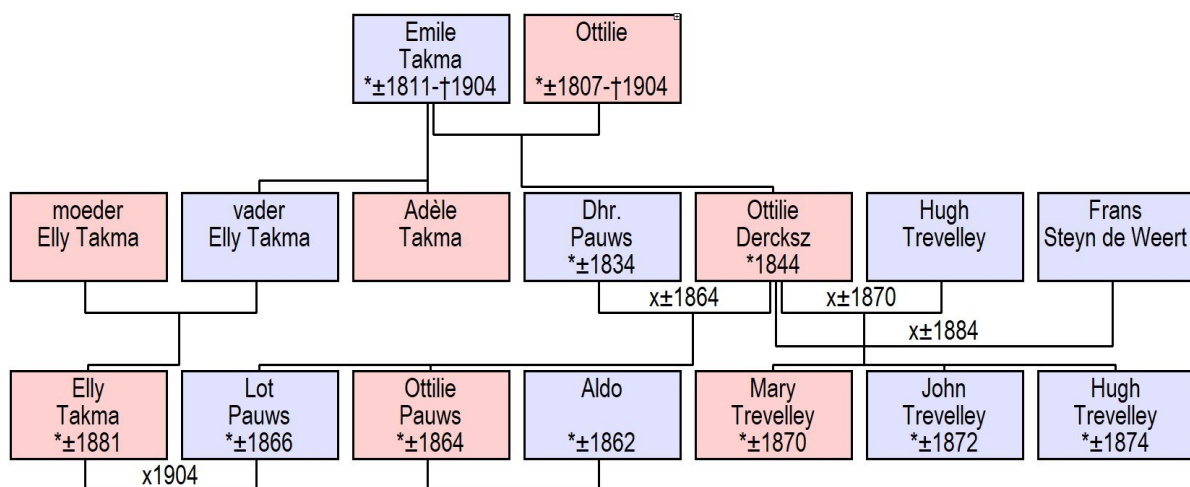 Emile
Takma
*±1811-†1904
Ottilie
*±1807-†1904
moeder
Elly Takma
vader
Elly Takma
Adèle
Takma
Dhr.
Pauws
*±1834
Ottilie
Dercksz
*1844
Hugh
Trevelley
Frans
Steyn de Weert
x±1864
x±1870
x±1884
Elly
Takma
*±1881
Lot
Pauws
*±1866
Ottilie
Pauws
*±1864
Aldo
*±1862
Mary
Trevelley
*±1870
John
Trevelley
*±1872
Hugh
Trevelley
*±1874
x1904